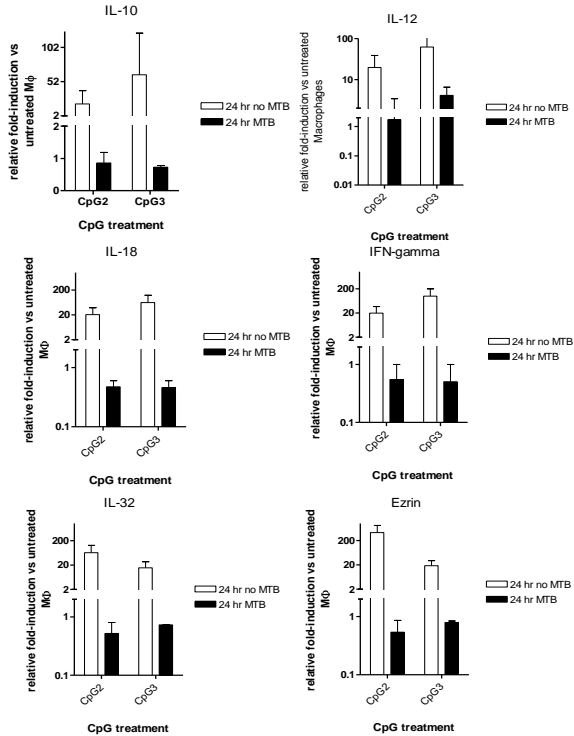 IL-10
relative fold-induction vs
untreated Mϕ
102
52
2
2
1
0
CpG2
CpG3
CpG treatment
24 hr no MTB
24 hr MTB
IL-12
relative fold-induction vs untreated
Macrophages
10
1
0.1
0.01
CpG2
CpG3
CpG treatment
24 hr no MTB
24 hr MTB
IL-18
relative fold-induction vs untreated
MΦ
200
20
2
1
0.1
CpG2
CpG3
CpG treatment
24 hr no MTB
24 hr MTB
IFN-gamma
relative fold-induction vs untreated
MΦ
200
20
2
1
0.1
CpG2
CpG3
CpG treatment
24 hr no MTB
24 hr MTB
IL-32
relative fold-induction vs untreated
MΦ
200
20
2
1
0.1
CpG2
CpG3
CpG treatment
24 hr no MTB
24 hr MTB
Ezrin
relative fold-induction vs untreated
MΦ
200
20
2
1
0.1
CpG2
CpG3
CpG treatment
24 hr no MTB
24 hr MTB